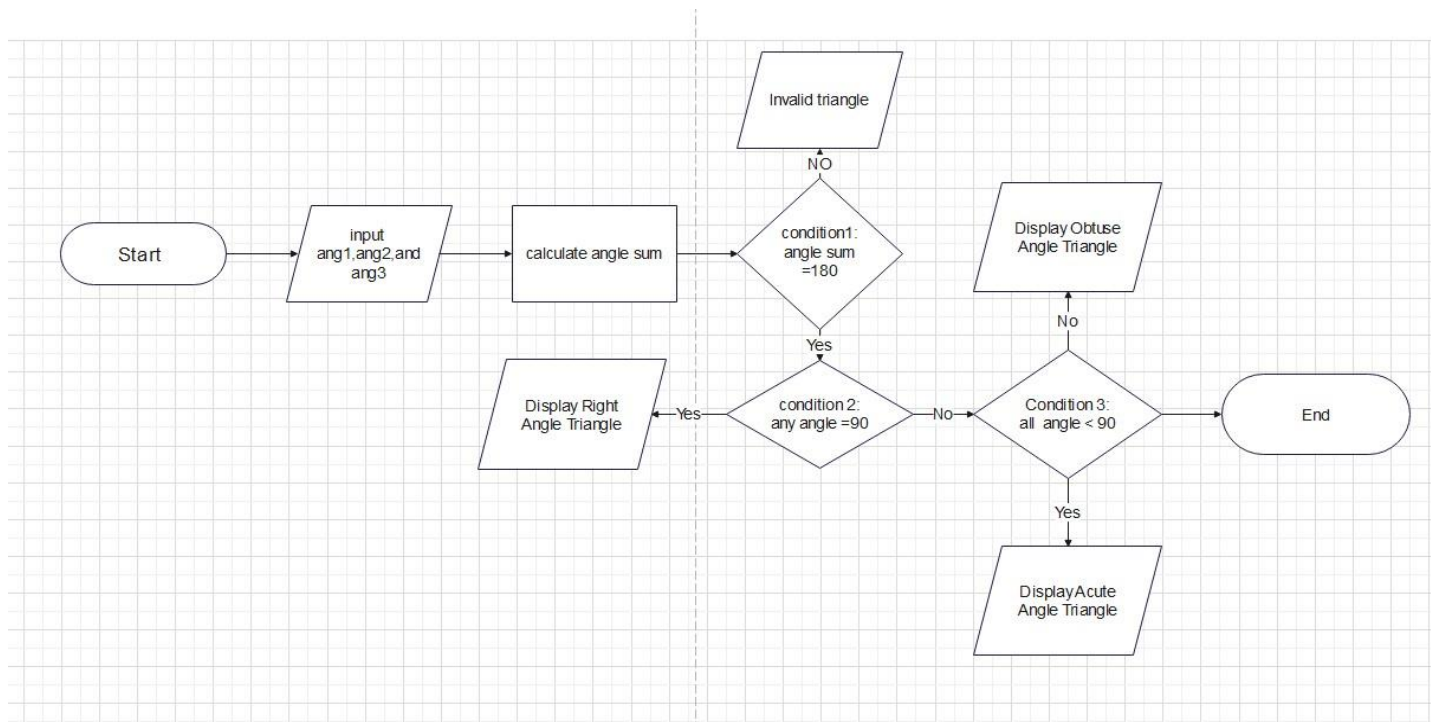 Invalid triangle
NO
Start
input
ang1,ang2,and
ang3
calculate angle sum
condition1:
angle sum
=180
Display Obtuse
Angle Triangle
No
Yes
Display Right
Angle Triangle
Yes
condition 2:
any angle =90
No
Condition 3:
all angle < 90
End
Yes
Display Acute
Angle Triangle